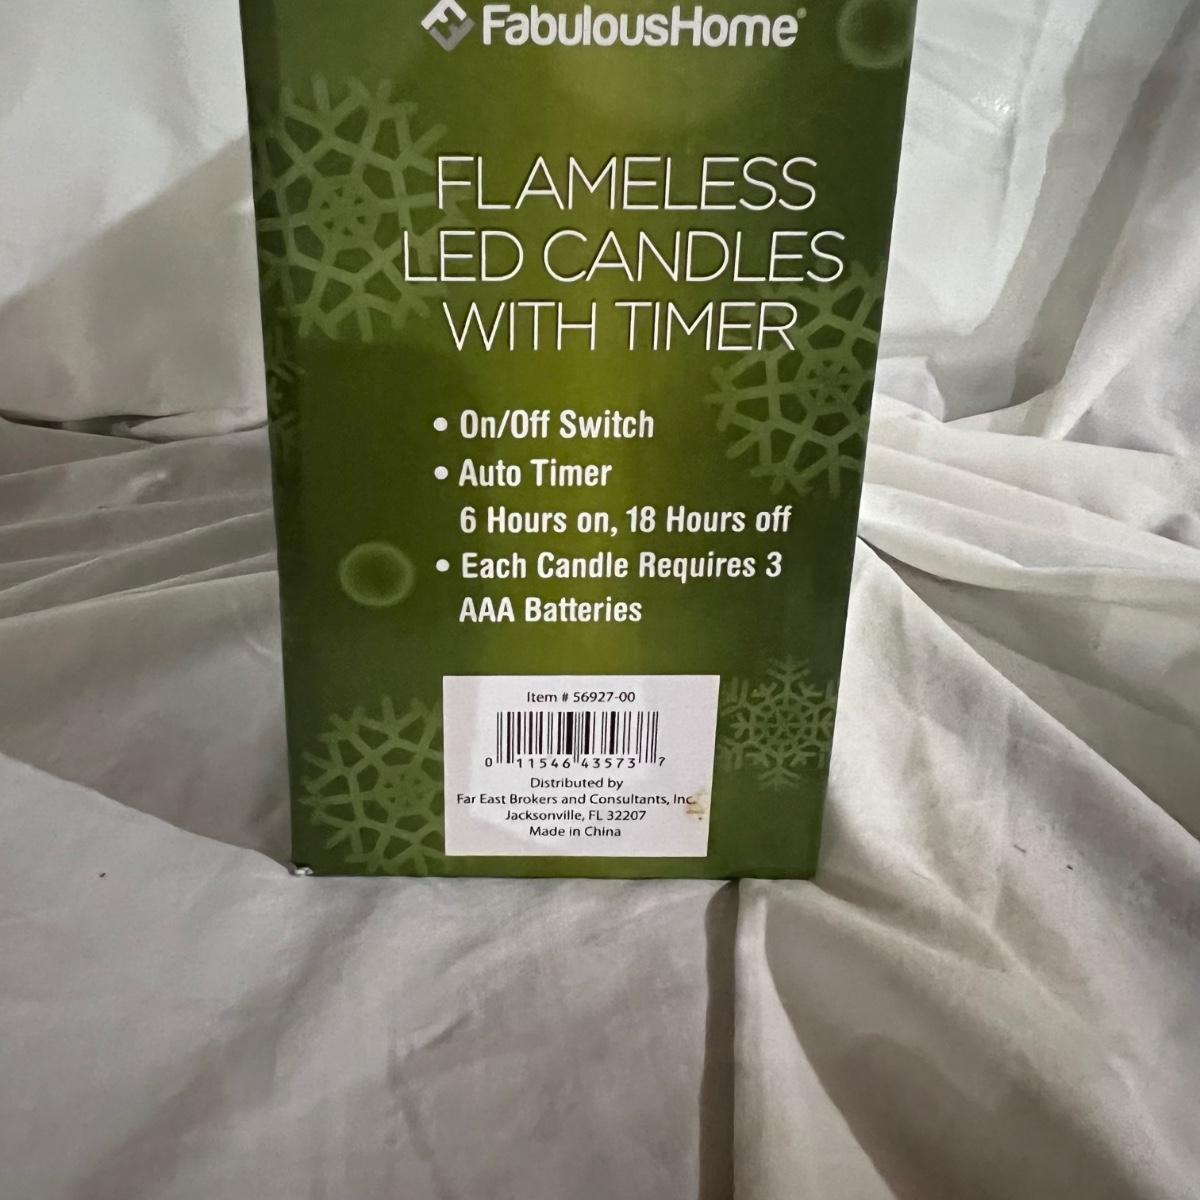 FabulousHome®
FLAMELESS
LED CANDLES
WITH TIMER
• On/Off Switch
• Auto Timer
6 Hours on, 18 Hours off
• Each Candle Requires 3
AAA Batteries
Item # 56927-00
0 11546 43573 7
Distributed by
Far East Brokers and Consultants, Inc.
Jacksonville, FL 32207
Made in China